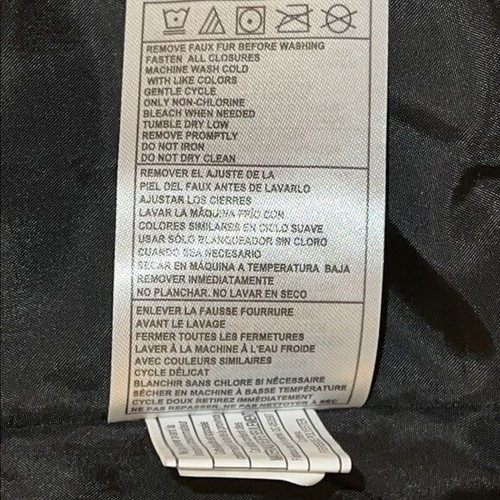 REMOVE FAUX FUR BEFORE WASHING
FASTEN ALL CLOSURES
MACHINE WASH COLD
WITH LIKE COLORS
GENTLE CYCLE
ONLY NON-CHLORINE
BLEACH WHEN NEEDED
TUMBLE DRY LOW
REMOVE PROMPTLY
DO NOT IRON
DO NOT DRY CLEAN
REMOVER EL AJUSTE DE LA
PIEL DEL FAUX ANTES DE LAVARLO
AJUSTAR LOS CIERRES
LAVAR LA MÁQUINA FRÍO CON
COLORES SIMILARES EN CICLO SUAVE
USAR SÓLO BLANQUEADOR SIN CLORO
CUANDO SEA NECESARIO
SECAR EN MÁQUINA A TEMPERATURA BAJA
REMOVER INMEDIATAMENTE
NO PLANCHAR. NO LAVAR EN SECO
ENLEVER LA FAUSSE FOURRURE
AVANT LE LAVAGE
FERMER TOUTES LES FERMETURES
LAVER À LA MACHINE À L'EAU FROIDE
AVEC COULEURS SIMILAIRES
CYCLE DÉLICAT
BLANCHIR SANS CHLORE SI NÉCESSAIRE
SÉCHER EN MACHINE À BASSE TEMPÉRATURE
CYCLE DOUX RETIREZ IMMÉDIATEMENT
NE PAS REPASSER. NE PAS NETTOYER À SEC